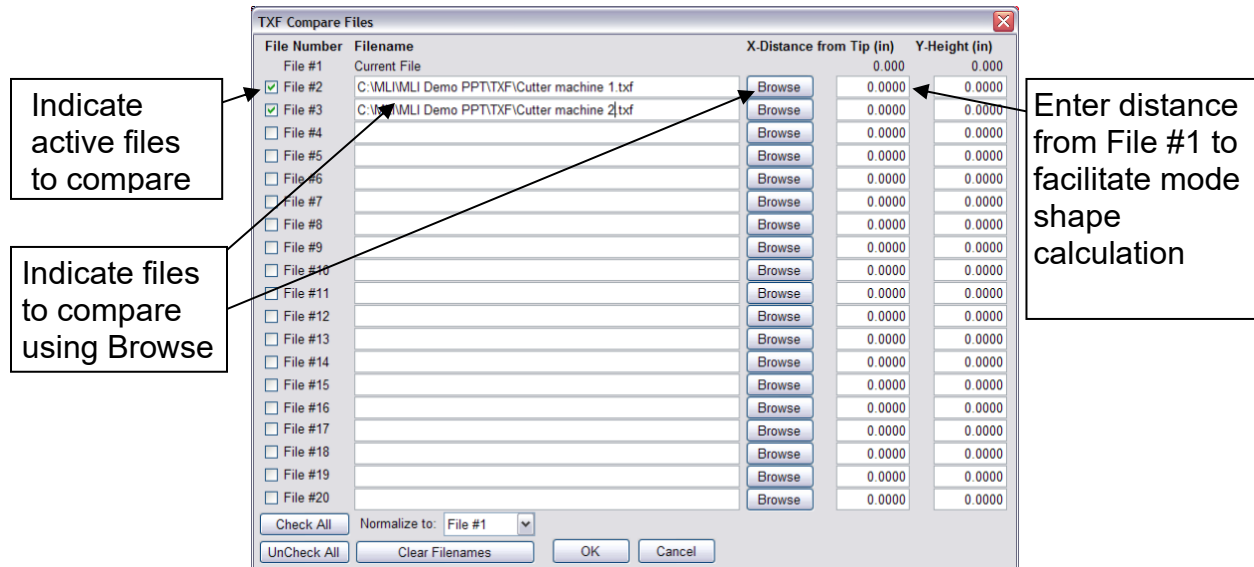 TXF Compare Files
File Number Filename X-Distance from Tip (in) Y-Height (in)
File #1 Current File 0.000 0.000
File #2 C:\MLI\MLI Demo PPT\TXF\Cutter machine 1.txf Browse 0.0000 0.0000
File #3 C:\MLI\MLI Demo PPT\TXF\Cutter machine 2.txf Browse 0.0000 0.0000
File #4 Browse 0.0000 0.0000
File #5 Browse 0.0000 0.0000
File #6 Browse 0.0000 0.0000
File #7 Browse 0.0000 0.0000
File #8 Browse 0.0000 0.0000
File #9 Browse 0.0000 0.0000
File #10 Browse 0.0000 0.0000
File #11 Browse 0.0000 0.0000
File #12 Browse 0.0000 0.0000
File #13 Browse 0.0000 0.0000
File #14 Browse 0.0000 0.0000
File #15 Browse 0.0000 0.0000
File #16 Browse 0.0000 0.0000
File #17 Browse 0.0000 0.0000
File #18 Browse 0.0000 0.0000
File #19 Browse 0.0000 0.0000
File #20 Browse 0.0000 0.0000
Check All Normalize to: File #1
UnCheck All Clear Filenames OK Cancel
Indicate
active files
to compare
Indicate files
to compare
using Browse
Enter distance
from File #1 to
facilitate mode
shape
calculation